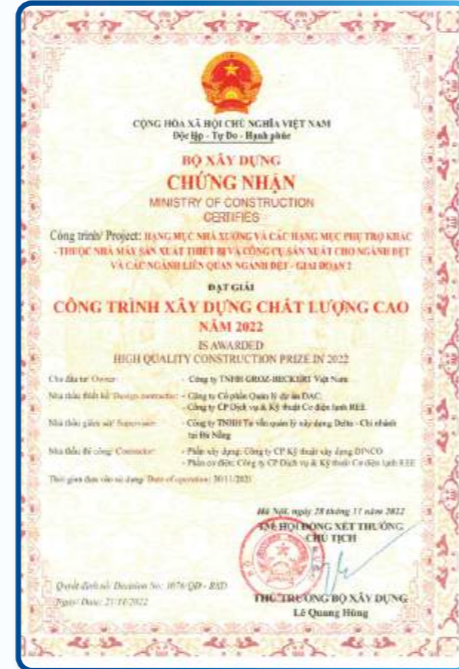 CỘNG HÒA XÃ HỘI CHỦ NGHĨA VIỆT NAM
Độc lập - Tự Do - Hạnh phúc
BỘ XÂY DỰNG
CHỨNG NHẬN
MINISTRY OF CONSTRUCTION
CERTIFIES
Công trình/ Project: HẠNG MỤC NHÀ XƯỞNG VÀ CÁC HẠNG MỤC PHỤ TRỢ KHÁC
- THUỘC NHÀ MÁY SẢN XUẤT THIẾT BỊ VÀ CÔNG CỤ SẢN XUẤT CHO NGÀNH DỆT
VÀ CÁC NGÀNH LIÊN QUAN NGÀNH DỆT - GIAI ĐOẠN 2
ĐẠT GIẢI
CÔNG TRÌNH XÂY DỰNG CHẤT LƯỢNG CAO
NĂM 2022
IS AWARDED
HIGH QUALITY CONSTRUCTION PRIZE IN 2022
Chủ đầu tư/ Owner: - Công ty TNHH GROZ-BECKERT Việt Nam
Nhà thầu thiết kế/ Design contractor: - Công ty Cổ phần Quản lý dự án DAC.
- Công ty CP Dịch vụ & Kỹ thuật Cơ điện lạnh REE
Nhà thầu giám sát/ Supervisor: - Công ty TNHH Tư vấn quản lý xây dựng Delta - Chi nhánh
tại Đà Nẵng
Nhà thầu thi công/ Contractor: - Phần xây dựng: Công ty CP Kỹ thuật xây dựng DINCO
- Phần cơ điện: Công ty CP Dịch vụ & Kỹ thuật Cơ điện lạnh REE
Thời gian đưa vào sử dụng/ Date of operation: 30/11/2021
Hà Nội, ngày 28 tháng 11 năm 2022
TM. HỘI ĐỒNG XÉT THƯỞNG
CHỦ TỊCH
Quyết định số/ Decision No: 1076/QĐ - BXD
Ngày/ Date: 21/11/2022
THỨ TRƯỞNG BỘ XÂY DỰNG
Lê Quang Hùng